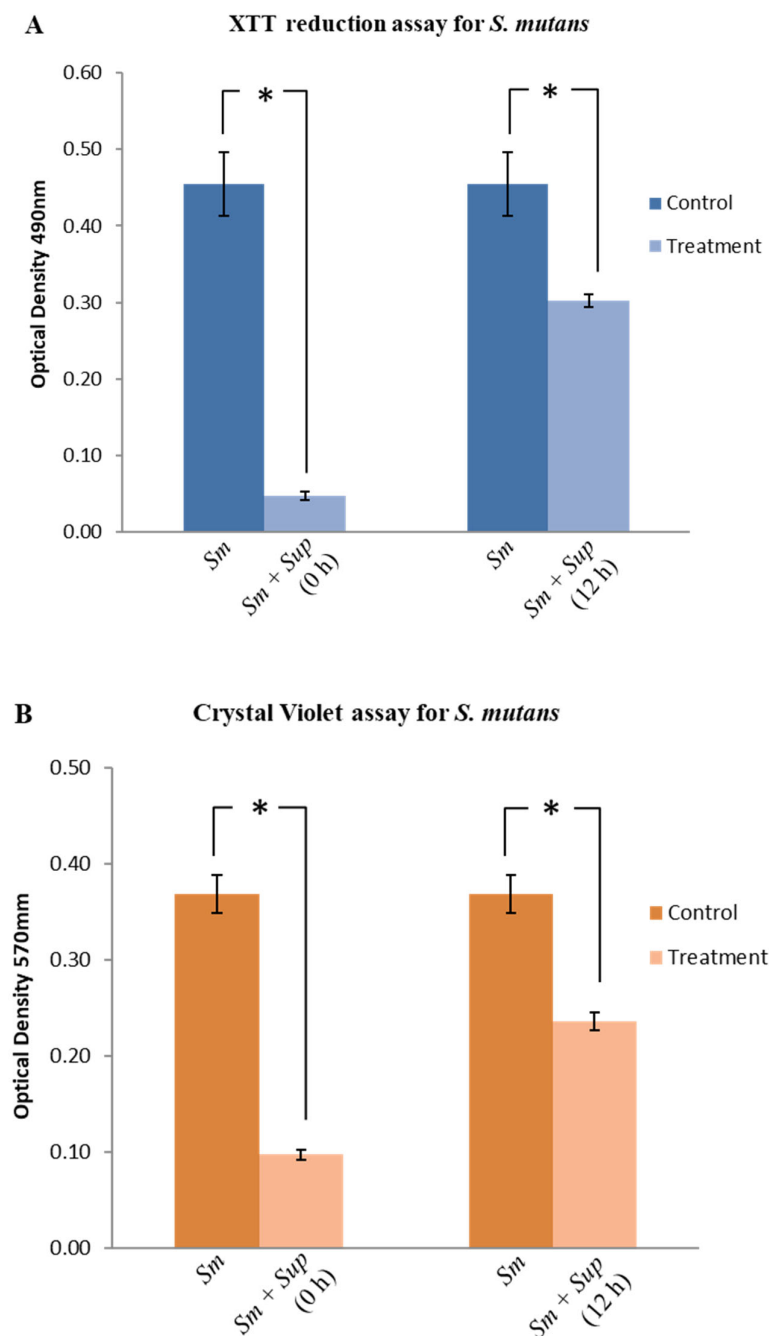 A
XTT reduction assay for S. mutans
Optical Density 490nm
0.60
0.50
0.40
0.30
0.20
0.10
0.00
*
*
Control
Treatment
Sm
Sm + Sup
(0 h)
Sm
Sm + Sup
(12 h)
B
Crystal Violet assay for S. mutans
Optical Density 570mm
0.50
0.40
0.30
0.20
0.10
0.00
*
*
Control
Treatment
Sm
Sm + Sup
(0 h)
Sm
Sm + Sup
(12 h)